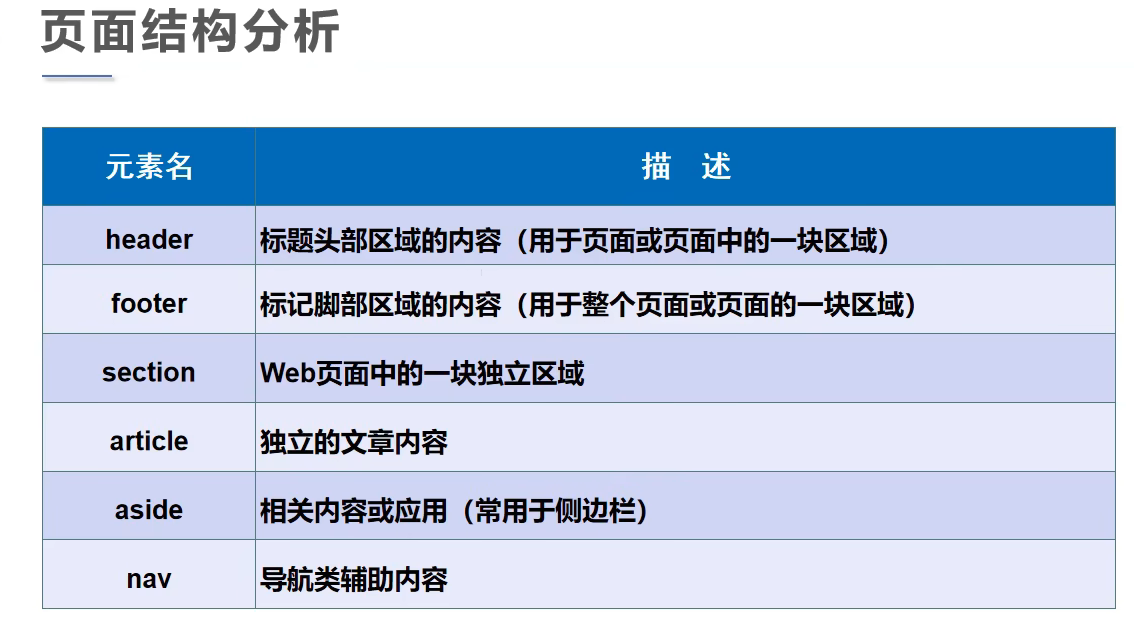 页面结构分析
元素名 描 述
header 标题头部区域的内容（用于页面或页面中的一块区域）
footer 标记脚部区域的内容（用于整个页面或页面的一块区域）
section Web页面中的一块独立区域
article 独立的文章内容
aside 相关内容或应用（常用于侧边栏）
nav 导航类辅助内容